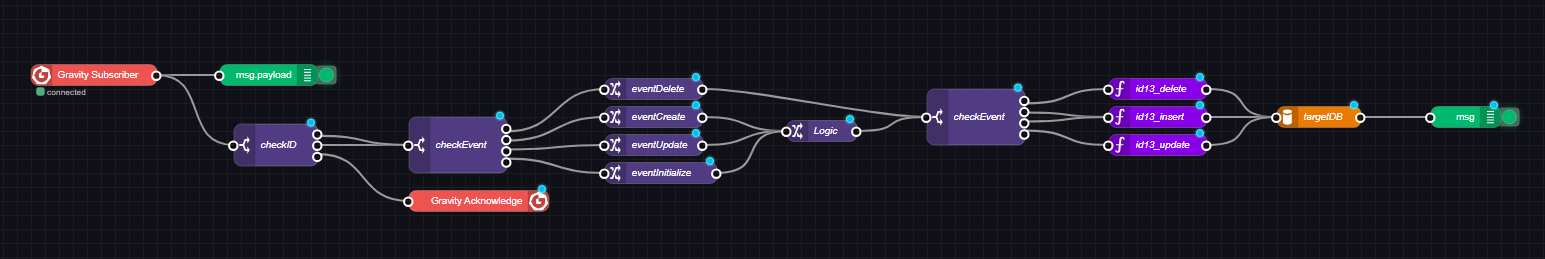 Gravity Subscriber
connected
msg.payload
checkID
checkEvent
Gravity Acknowledge
eventDelete
eventCreate
eventUpdate
eventInitialize
Logic
checkEvent
id13_delete
id13_insert
id13_update
targetDB
msg